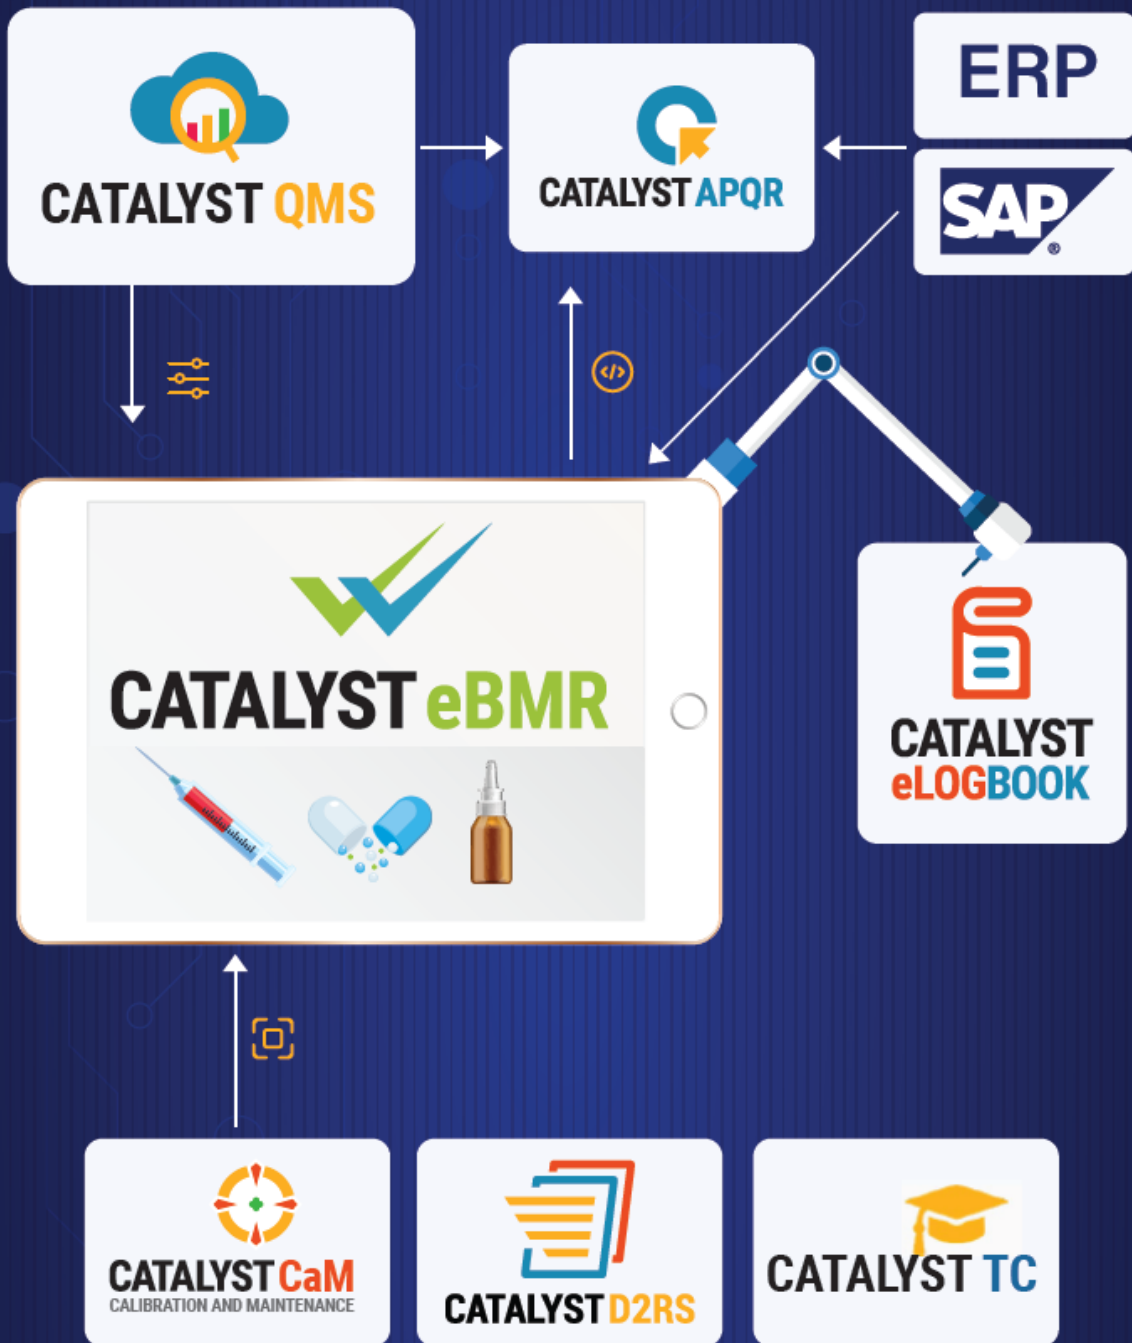 CATALYST QMS
CATALYST APQR
ERP
SAP
®
</>
CATALYST eBMR
CATALYST
eLOGBOOK
CATALYST CaM
CALIBRATION AND MAINTENANCE
CATALYST D2RS
CATALYST TC